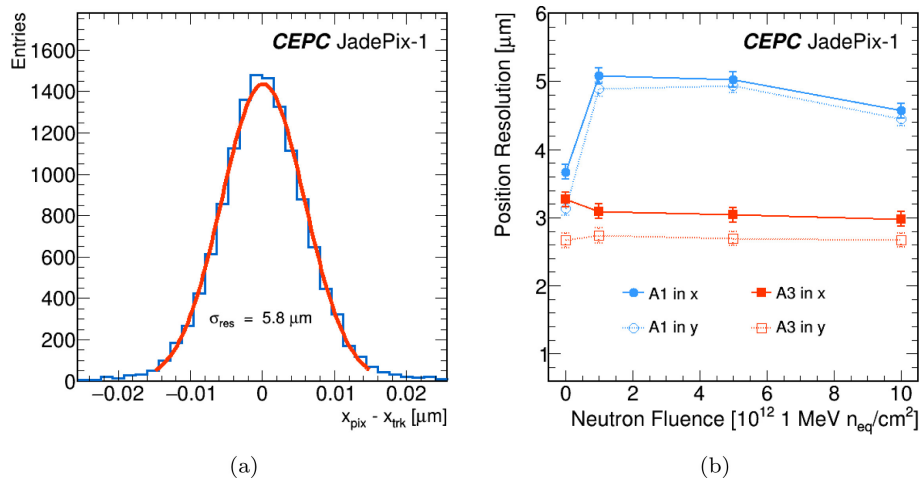 Entries
CEPC JadePix-1
1600
1400
1200
1000
800
600
400
200
0
σres = 5.8 μm
−0.02 −0.01 0 0.01 0.02
xpix - xtrk [μm]
(a)
Position Resolution [μm]
CEPC JadePix-1
6
5
4
3
2
1
A1 in x A3 in x
A1 in y A3 in y
0 2 4 6 8 10
Neutron Fluence [10¹² 1 MeV neq/cm²]
(b)